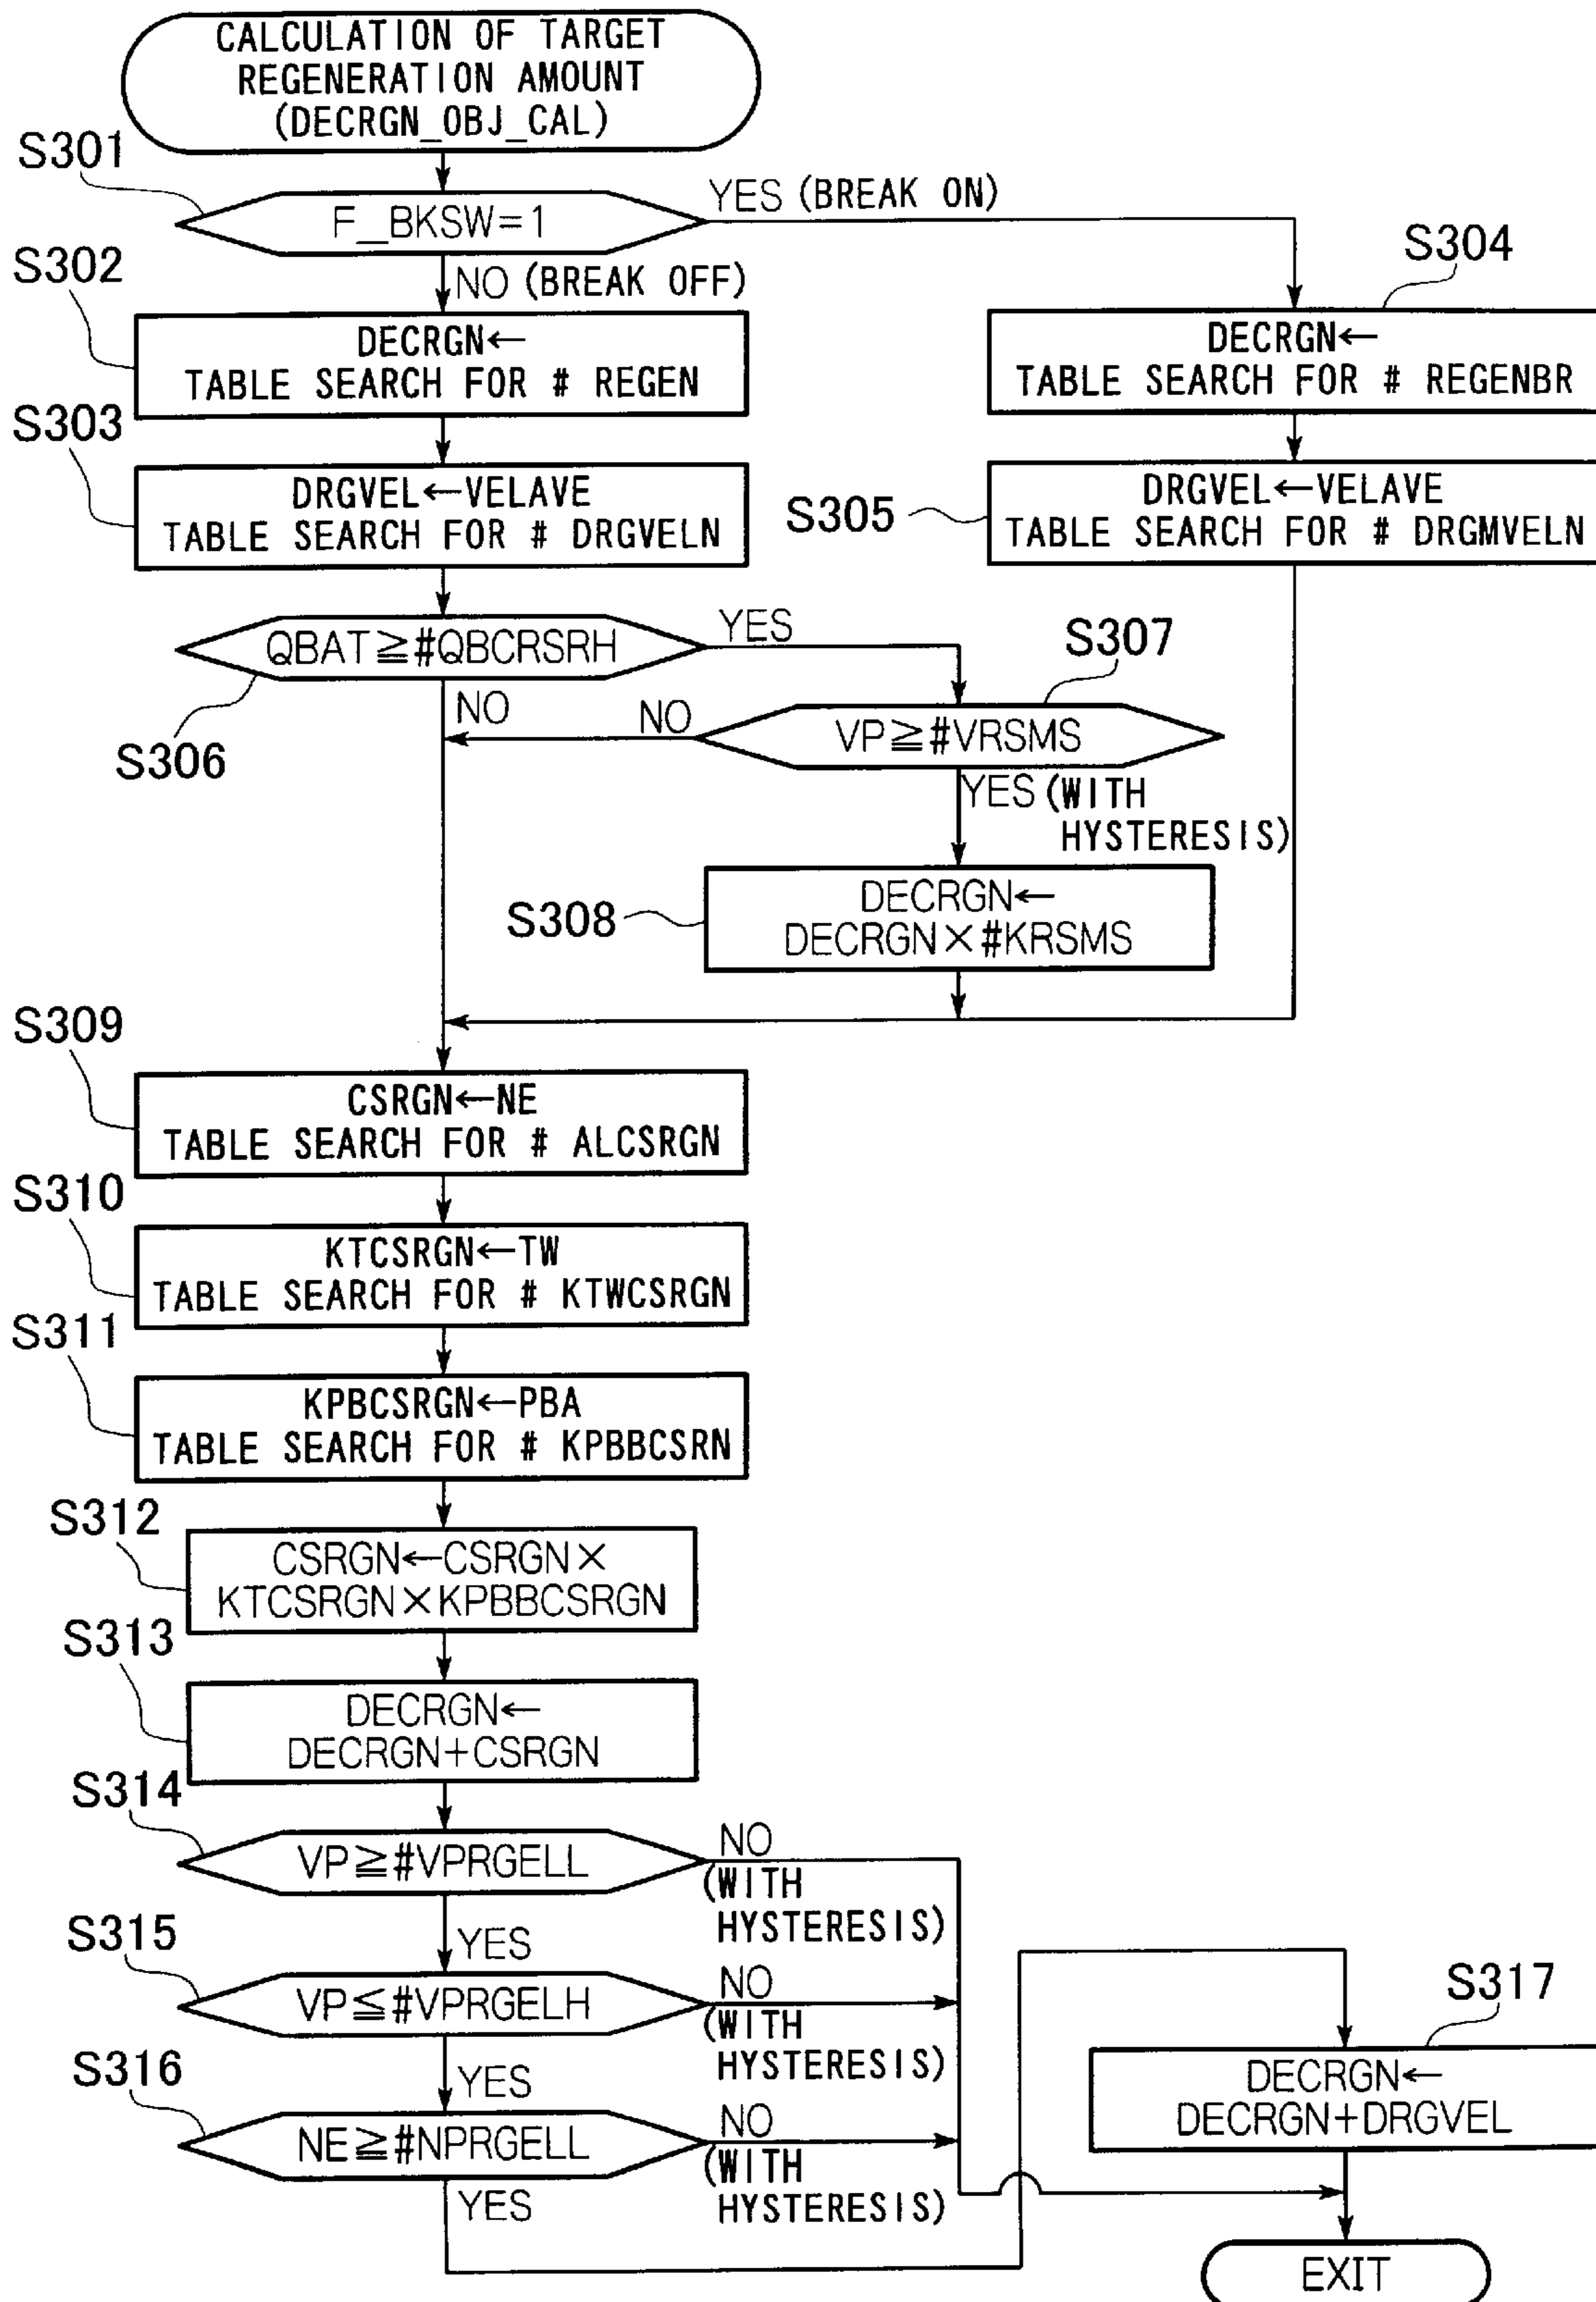 CALCULATION OF TARGET
REGENERATION AMOUNT
(DECRGN_OBJ_CAL)
S301
F_BKSW=1
YES (BREAK ON)
NO (BREAK OFF)
S302
DECRGN←
TABLE SEARCH FOR # REGEN
S304
DECRGN←
TABLE SEARCH FOR # REGENBR
S303
DRGVEL←VELAVE
TABLE SEARCH FOR # DRGVELN
S305
DRGVEL←VELAVE
TABLE SEARCH FOR # DRGMVELN
S306
QBAT≧#QBCRSRH
YES
NO
S307
VP≧#VRSMS
NO
YES (WITH
HYSTERESIS)
S308
DECRGN←
DECRGN×#KRSMS
S309
CSRGN←NE
TABLE SEARCH FOR # ALCSRGN
S310
KTCSRGN←TW
TABLE SEARCH FOR # KTWCSRGN
S311
KPBCSRGN←PBA
TABLE SEARCH FOR # KPBBCSRN
S312
CSRGN←CSRGN×
KTCSRGN×KPBBCSRGN
S313
DECRGN←
DECRGN+CSRGN
S314
VP≧#VPRGELL
NO
(WITH
HYSTERESIS)
YES
S315
VP≦#VPRGELH
NO
(WITH
HYSTERESIS)
YES
S316
NE≧#NPRGELL
NO
(WITH
HYSTERESIS)
YES
S317
DECRGN←
DECRGN+DRGVEL
EXIT